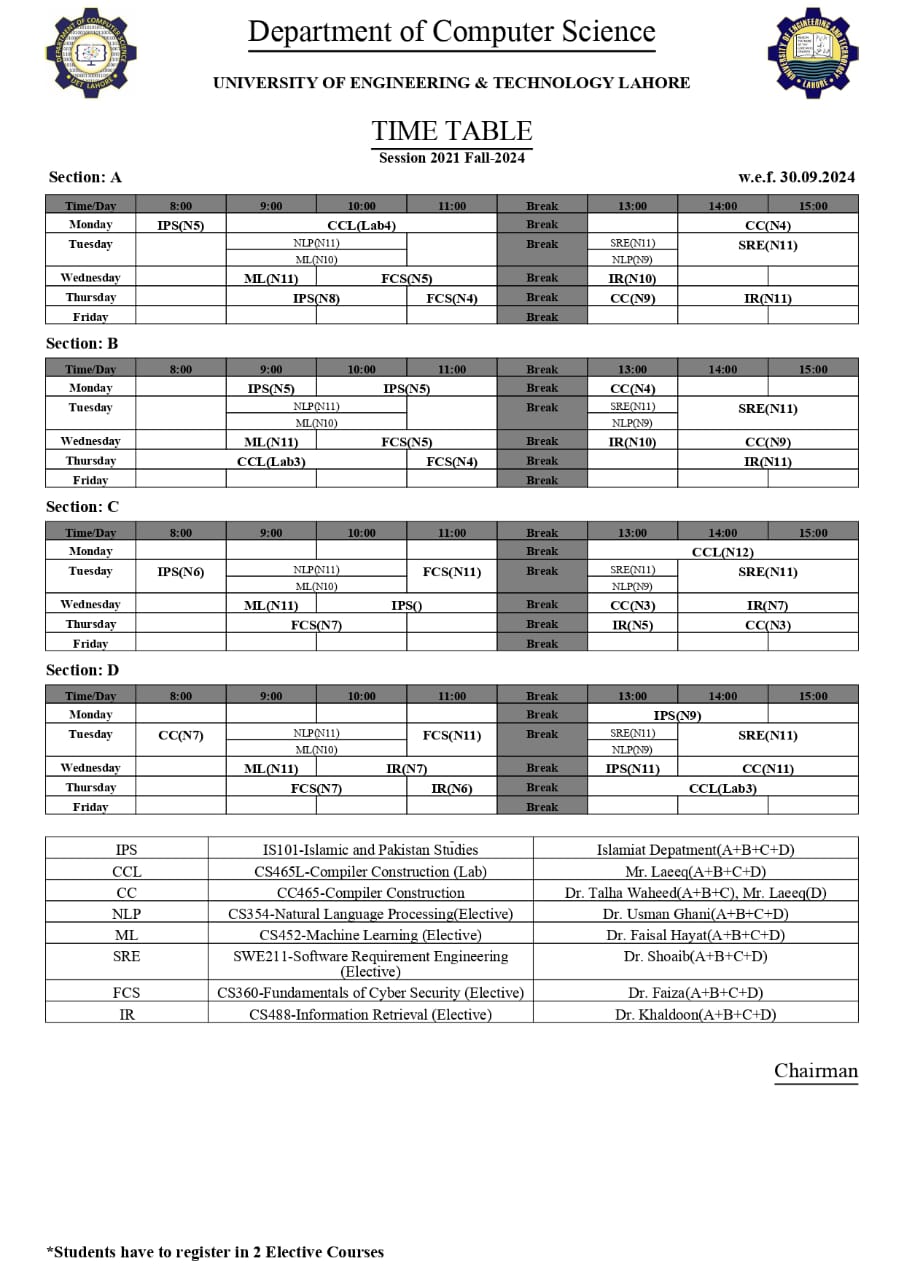 Department of Computer Science
UNIVERSITY OF ENGINEERING & TECHNOLOGY LAHORE
TIME TABLE
Session 2021 Fall-2024
Section: A w.e.f. 30.09.2024
Time/Day 8:00 9:00 10:00 11:00 Break 13:00 14:00 15:00
Monday IPS(N5) CCL(Lab4) Break CC(N4)
Tuesday NLP(N11) Break SRE(N11) SRE(N11)
ML(N10) NLP(N9)
Wednesday ML(N11) FCS(N5) Break IR(N10)
Thursday IPS(N8) FCS(N4) Break CC(N9) IR(N11)
Friday Break
Section: B
Time/Day 8:00 9:00 10:00 11:00 Break 13:00 14:00 15:00
Monday IPS(N5) IPS(N5) Break CC(N4)
Tuesday NLP(N11) Break SRE(N11) SRE(N11)
ML(N10) NLP(N9)
Wednesday ML(N11) FCS(N5) Break IR(N10) CC(N9)
Thursday CCL(Lab3) FCS(N4) Break IR(N11)
Friday Break
Section: C
Time/Day 8:00 9:00 10:00 11:00 Break 13:00 14:00 15:00
Monday Break CCL(N12)
Tuesday IPS(N6) NLP(N11) FCS(N11) Break SRE(N11) SRE(N11)
ML(N10) NLP(N9)
Wednesday ML(N11) IPS() Break CC(N3) IR(N7)
Thursday FCS(N7) Break IR(N5) CC(N3)
Friday Break
Section: D
Time/Day 8:00 9:00 10:00 11:00 Break 13:00 14:00 15:00
Monday Break IPS(N9)
Tuesday CC(N7) NLP(N11) FCS(N11) Break SRE(N11) SRE(N11)
ML(N10) NLP(N9)
Wednesday ML(N11) IR(N7) Break IPS(N11) CC(N11)
Thursday FCS(N7) IR(N6) Break CCL(Lab3)
Friday Break
IPS IS101-Islamic and Pakistan Studies Islamiat Depatment(A+B+C+D)
CCL CS465L-Compiler Construction (Lab) Mr. Laeeq(A+B+C+D)
CC CC465-Compiler Construction Dr. Talha Waheed(A+B+C), Mr. Laeeq(D)
NLP CS354-Natural Language Processing(Elective) Dr. Usman Ghani(A+B+C+D)
ML CS452-Machine Learning (Elective) Dr. Faisal Hayat(A+B+C+D)
SRE SWE211-Software Requirement Engineering Dr. Shoaib(A+B+C+D)
(Elective)
FCS CS360-Fundamentals of Cyber Security (Elective) Dr. Faiza(A+B+C+D)
IR CS488-Information Retrieval (Elective) Dr. Khaldoon(A+B+C+D)
Chairman
*Students have to register in 2 Elective Courses